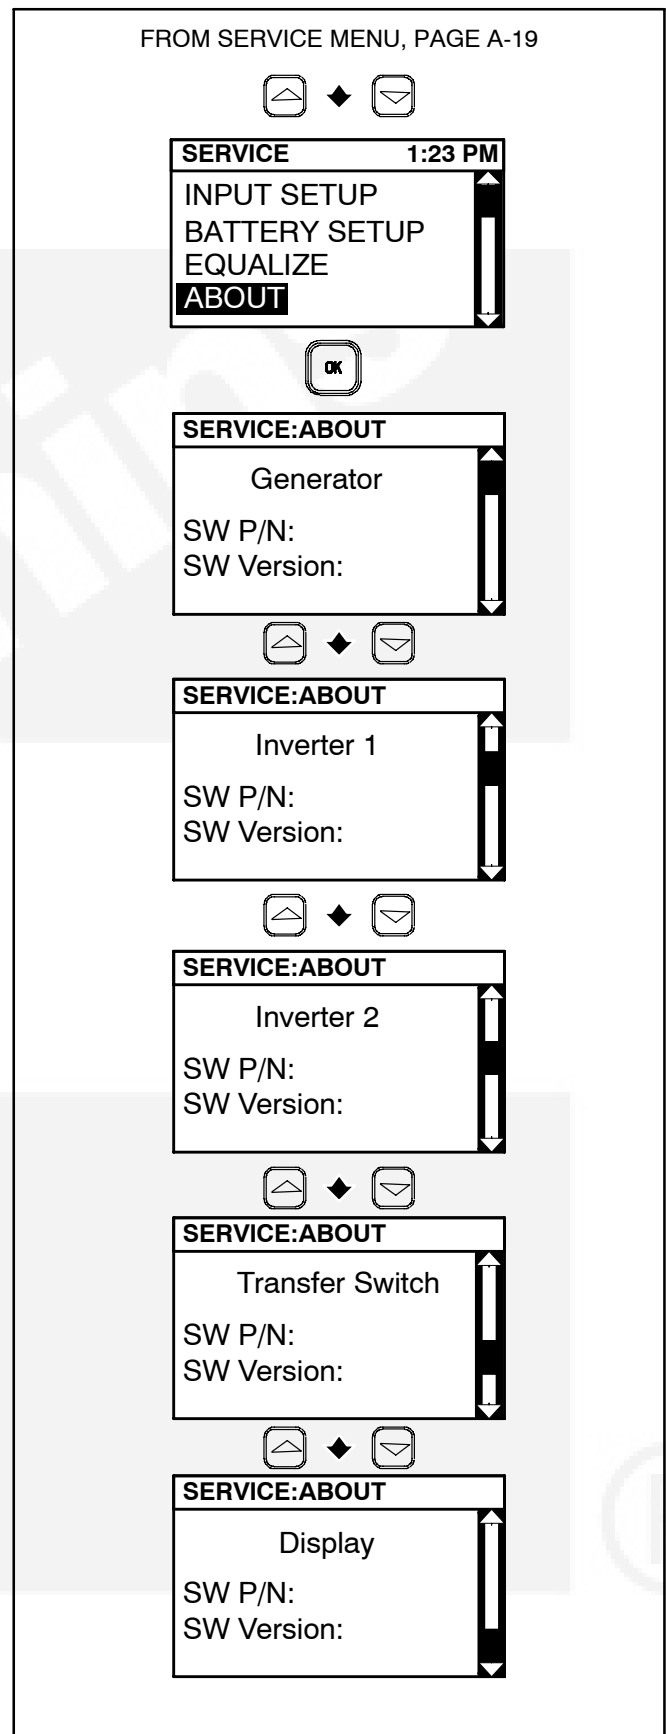 FROM SERVICE MENU, PAGE A-19
SERVICE 1:23 PM
INPUT SETUP
BATTERY SETUP
EQUALIZE
ABOUT
OK
SERVICE:ABOUT
Generator
SW P/N:
SW Version:
SERVICE:ABOUT
Inverter 1
SW P/N:
SW Version:
SERVICE:ABOUT
Inverter 2
SW P/N:
SW Version:
SERVICE:ABOUT
Transfer Switch
SW P/N:
SW Version:
SERVICE:ABOUT
Display
SW P/N:
SW Version: